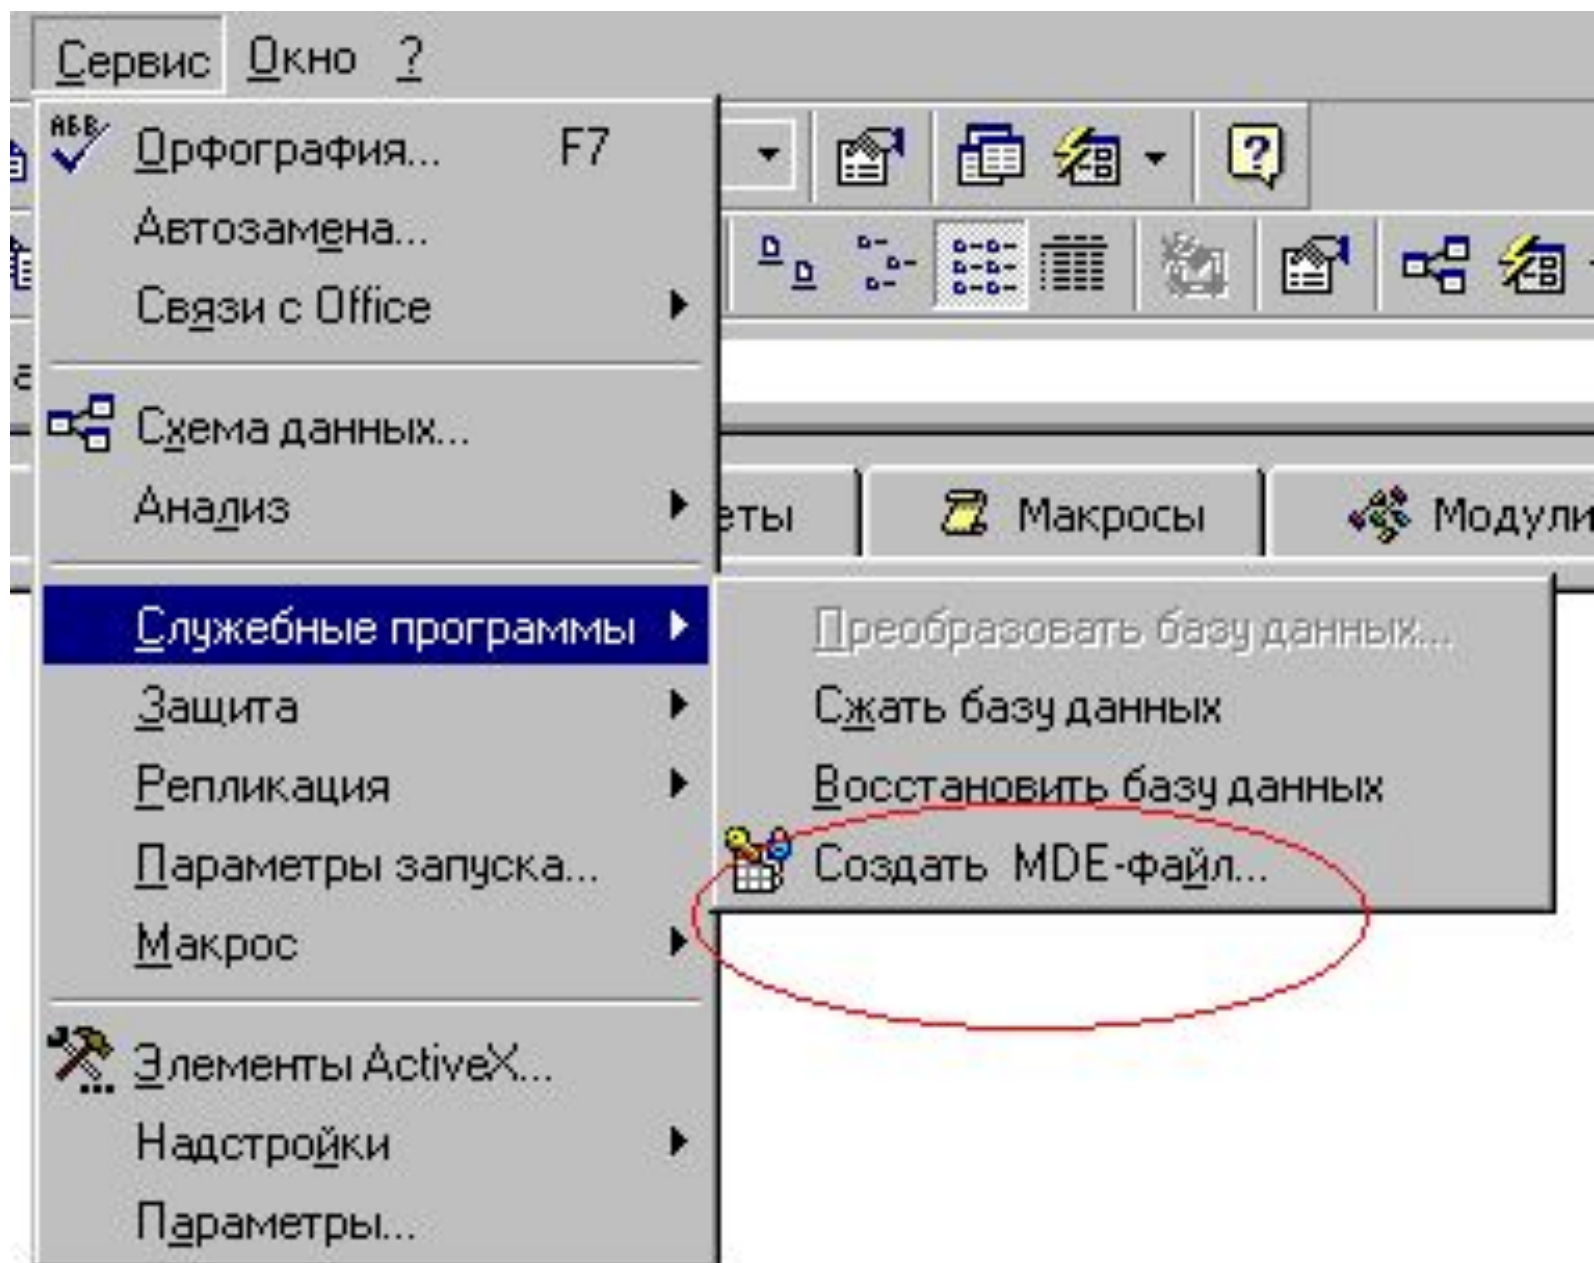 Сервис Окно ?
АБВ Орфография... F7
Автозамена...
Связи с Office
Схема данных...
Анализ
Макросы Модули
Служебные программы
Защита
Репликация
Параметры запуска...
Макрос
Элементы ActiveX...
Надстройки
Параметры...
Преобразовать базу данных...
Сжать базу данных
Восстановить базу данных
Создать MDE-файл...